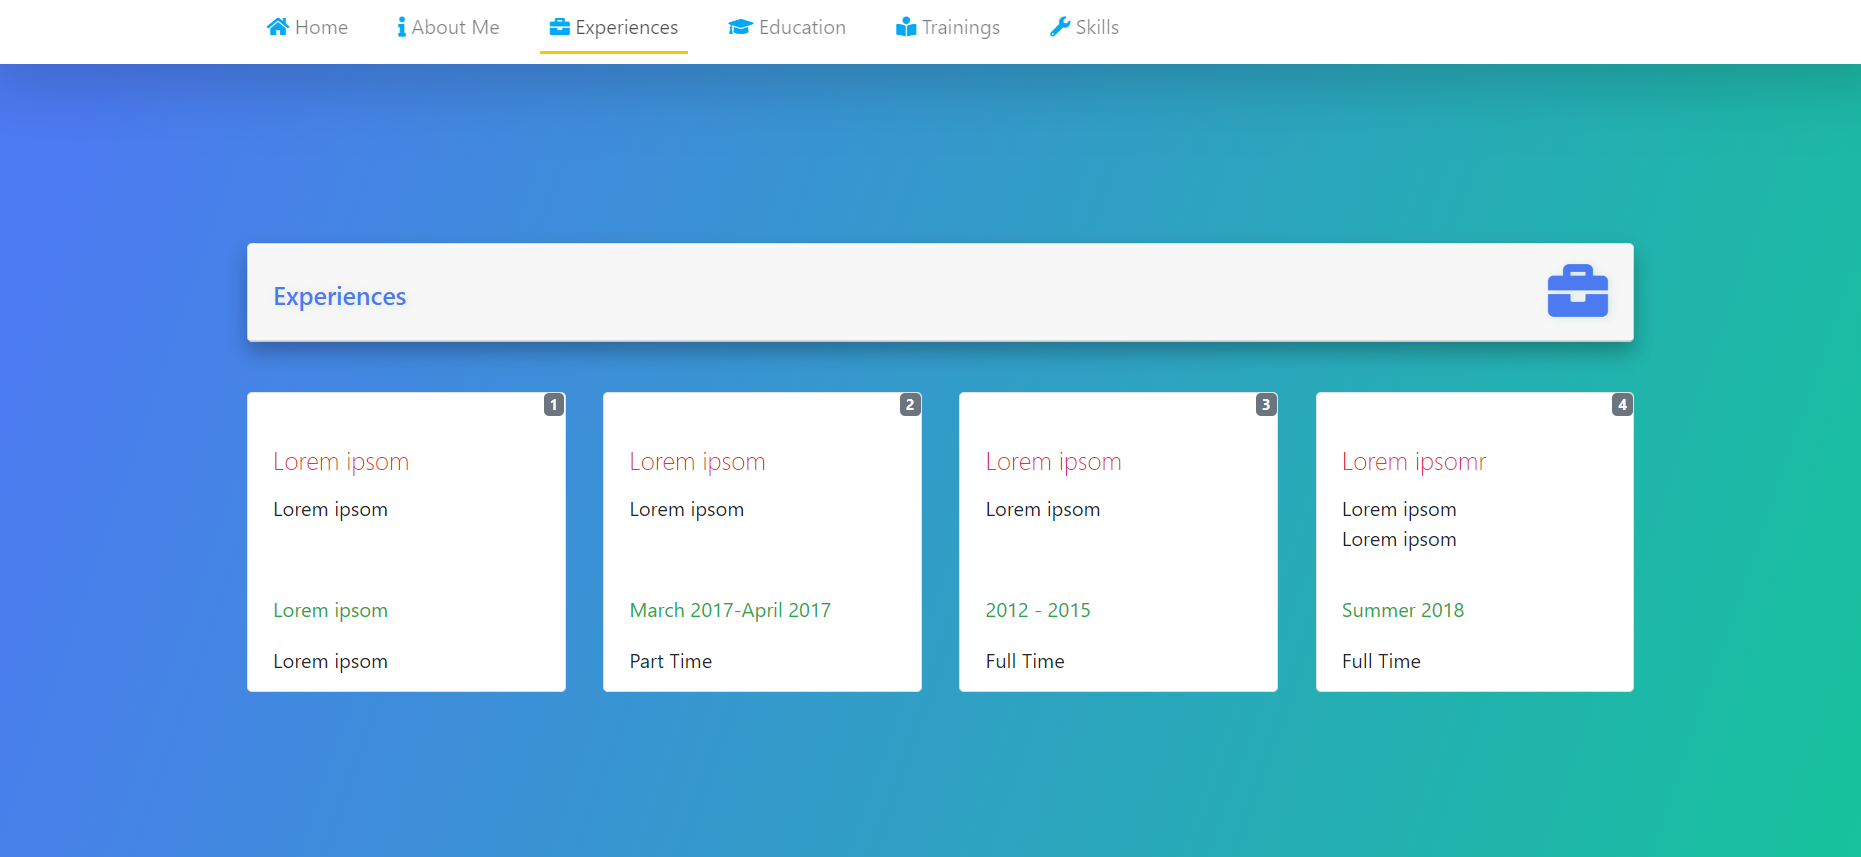 Home About Me Experiences Education Trainings Skills
Experiences
1
Lorem ipsom
Lorem ipsom
Lorem ipsom
Lorem ipsom
2
Lorem ipsom
Lorem ipsom
March 2017-April 2017
Part Time
3
Lorem ipsom
Lorem ipsom
2012 - 2015
Full Time
4
Lorem ipsomr
Lorem ipsom
Lorem ipsom
Summer 2018
Full Time